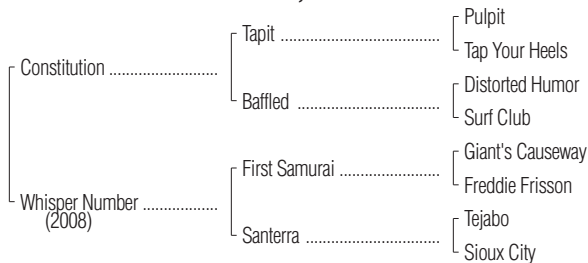 Constitution ........................
Tapit .............................
Pulpit
Tap Your Heels
Baffled ..........................
Distorted Humor
Surf Club
Whisper Number .................
(2008)
First Samurai ...................
Giant's Causeway
Freddie Frisson
Santerra ..........................
Tejabo
Sioux City